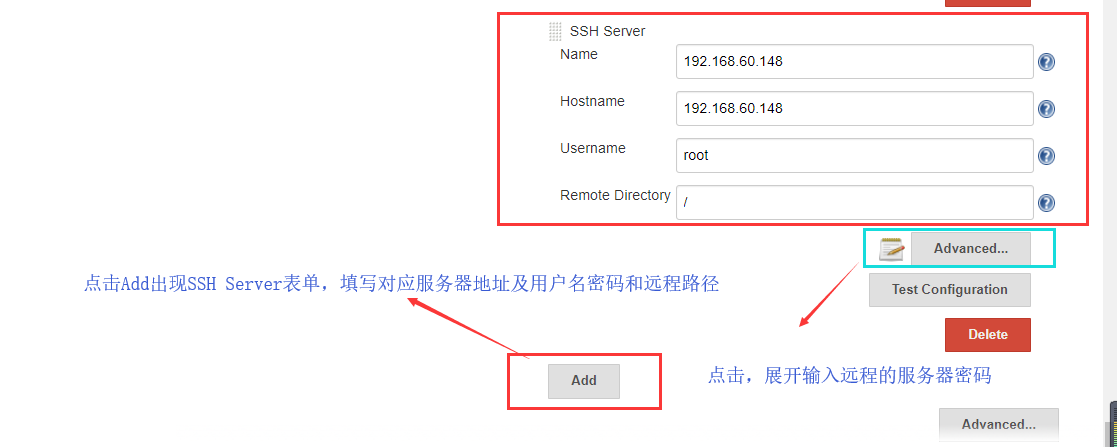 SSH Server
Name
192.168.60.148
Hostname
192.168.60.148
Username
root
Remote Directory
/
Advanced...
点击Add出现SSH Server表单，填写对应服务器地址及用户名密码和远程路径
Test Configuration
Delete
点击，展开输入远程的服务器密码
Add
Advanced...